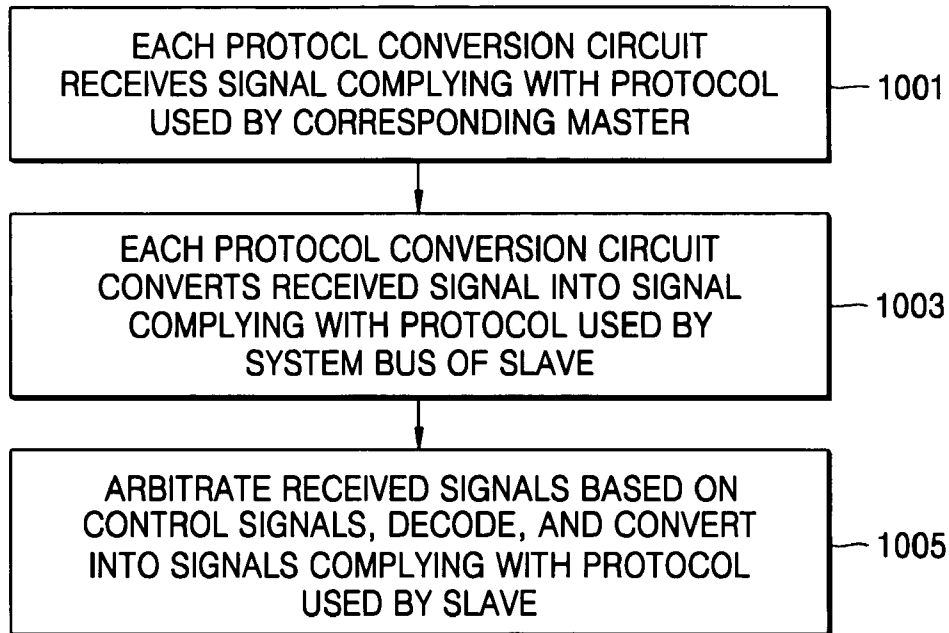 EACH PROTOCL CONVERSION CIRCUIT
RECEIVES SIGNAL COMPLYING WITH PROTOCOL
USED BY CORRESPONDING MASTER
1001
EACH PROTOCOL CONVERSION CIRCUIT
CONVERTS RECEIVED SIGNAL INTO SIGNAL
COMPLYING WITH PROTOCOL USED BY
SYSTEM BUS OF SLAVE
1003
ARBITRATE RECEIVED SIGNALS BASED ON
CONTROL SIGNALS, DECODE, AND CONVERT
INTO SIGNALS COMPLYING WITH PROTOCOL
USED BY SLAVE
1005